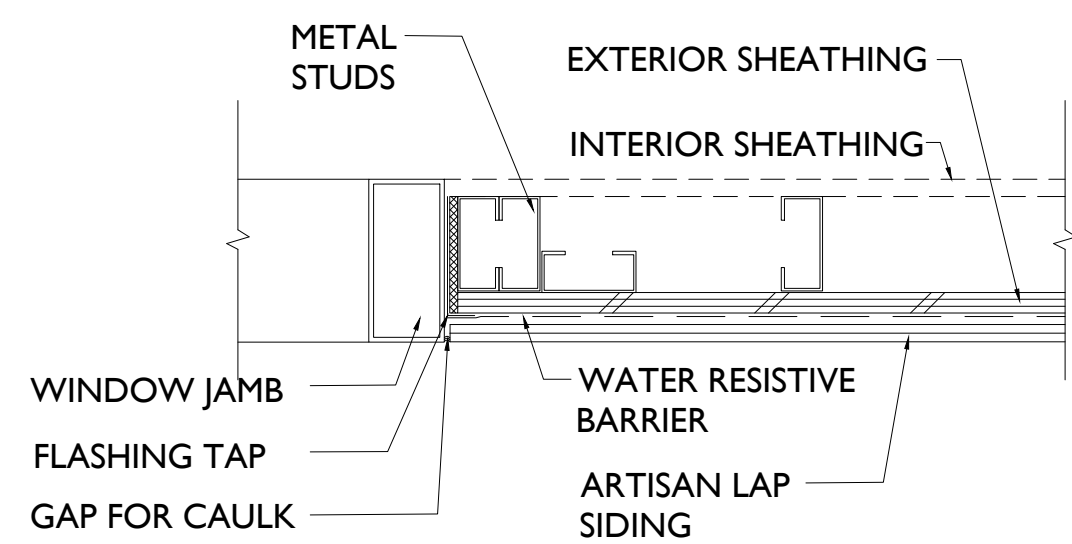 METAL
STUDS
EXTERIOR SHEATHING
INTERIOR SHEATHING
WINDOW JAMB
FLASHING TAP
GAP FOR CAULK
WATER RESISTIVE
BARRIER
ARTISAN LAP
SIDING